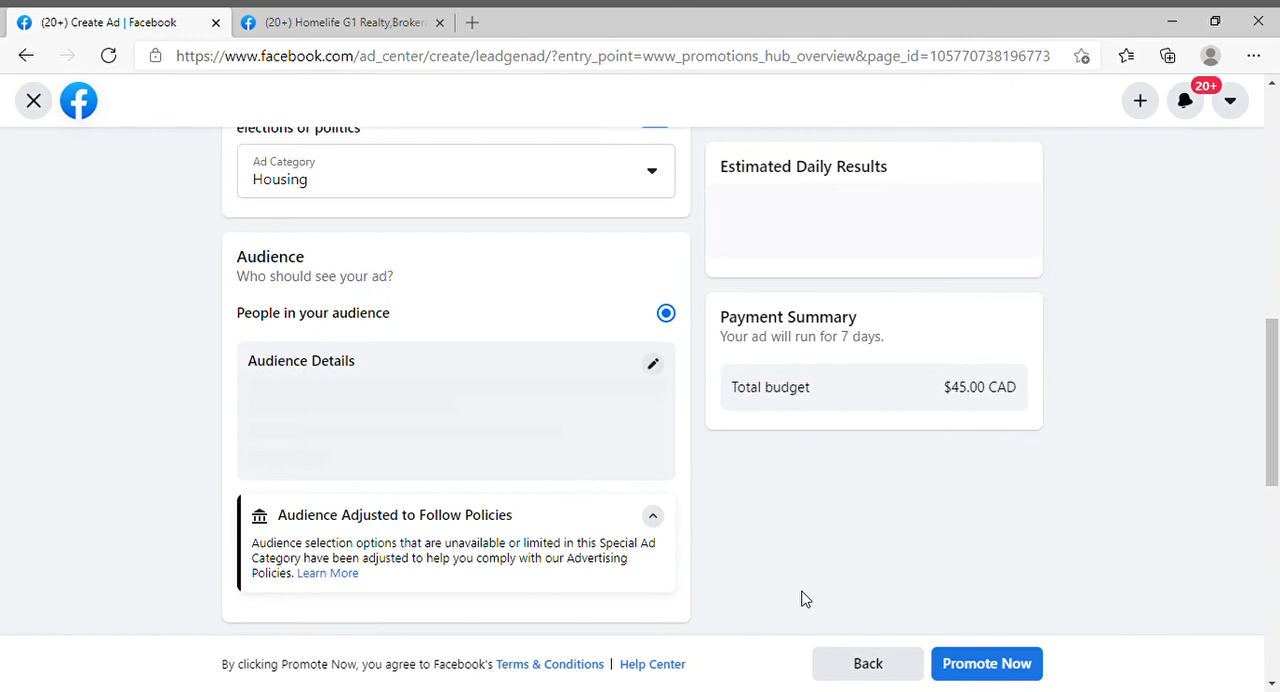 (20+) Create Ad | Facebook
(20+) Homelife G1 Realty,Broker
https://www.facebook.com/ad_center/create/leadgenad/?entry_point=www_promotions_hub_overview&page_id=105770738196773
20+
elections or politics
Ad Category
Housing
Audience
Who should see your ad?
People in your audience
Audience Details
Audience Adjusted to Follow Policies
Audience selection options that are unavailable or limited in this Special Ad
Category have been adjusted to help you comply with our Advertising
Policies. Learn More
Estimated Daily Results
Payment Summary
Your ad will run for 7 days.
Total budget $45.00 CAD
By clicking Promote Now, you agree to Facebook's Terms & Conditions | Help Center
Back
Promote Now